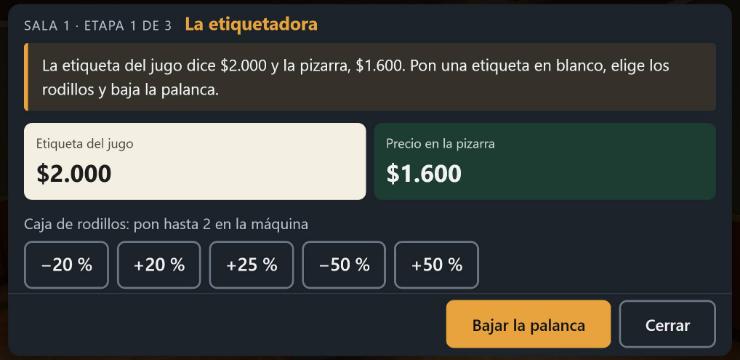 SALA 1 · ETAPA 1 DE 3 La etiquetadora
La etiqueta del jugo dice $2.000 y la pizarra, $1.600. Pon una etiqueta en blanco, elige los
rodillos y baja la palanca.
Etiqueta del jugo
$2.000
Precio en la pizarra
$1.600
Caja de rodillos: pon hasta 2 en la máquina
−20 % +20 % +25 % −50 % +50 %
Bajar la palanca Cerrar